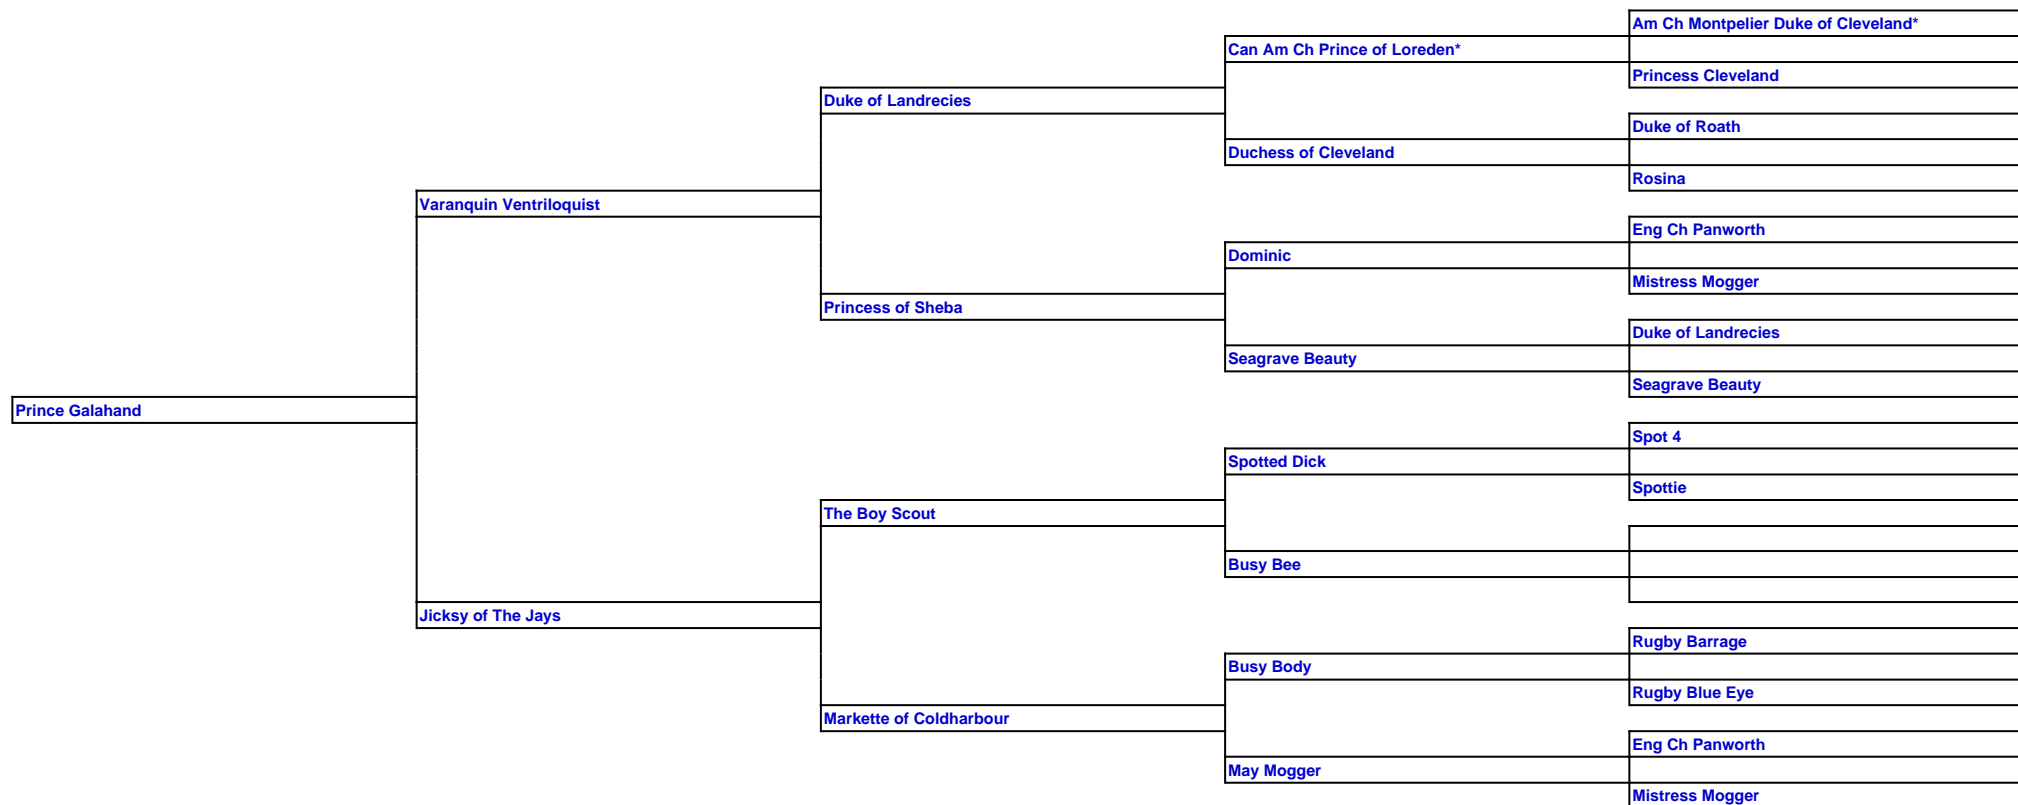 Am Ch Montpelier Duke of Cleveland*
Can Am Ch Prince of Loreden*
Princess Cleveland
Duke of Landrecies
Duke of Roath
Duchess of Cleveland
Rosina
Varanquin Ventriloquist
Eng Ch Panworth
Dominic
Mistress Mogger
Princess of Sheba
Duke of Landrecies
Seagrave Beauty
Seagrave Beauty
Prince Galahand
Spot 4
Spotted Dick
Spottie
The Boy Scout
Busy Bee
Jicksy of The Jays
Rugby Barrage
Busy Body
Rugby Blue Eye
Markette of Coldharbour
Eng Ch Panworth
May Mogger
Mistress Mogger